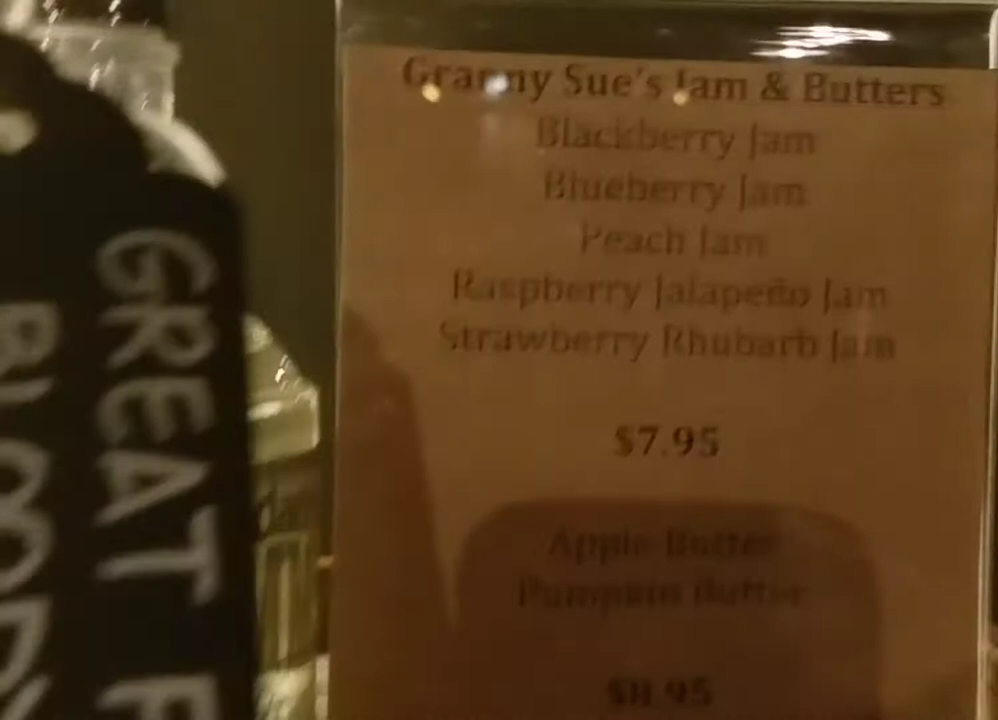 Granny Sue's Jam & Butters
Blackberry Jam
Blueberry Jam
Peach Jam
Raspberry Jalapeño Jam
Strawberry Rhubarb Jam
$7.95
Apple Butter
Pumpkin Butter
$8.95
GREAT
BLOODY